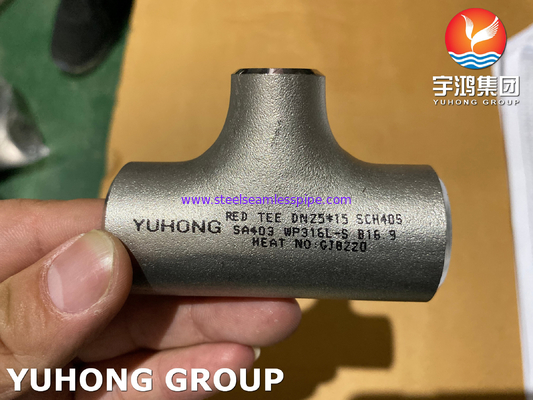 宇鸿集团
YUHONG GROUP
www.steelseamlesspipe.com
YUHONG
RED TEE DN25*15 SCH40S
SA403 WP316L-S B16.9
HEAT NO:GJ8220
YUHONG GROUP